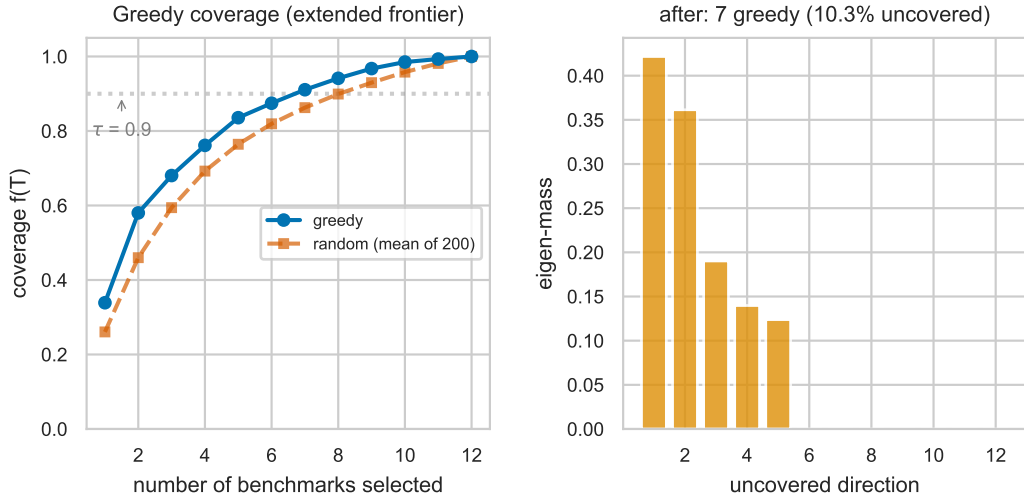 Greedy coverage (extended frontier)
1.0
0.8
0.6
0.4
0.2
0.0
coverage f(T)
τ = 0.9
greedy
random (mean of 200)
2 4 6 8 10 12
number of benchmarks selected
after: 7 greedy (10.3% uncovered)
0.40
0.35
0.30
0.25
0.20
0.15
0.10
0.05
0.00
eigen-mass
2 4 6 8 10 12
uncovered direction